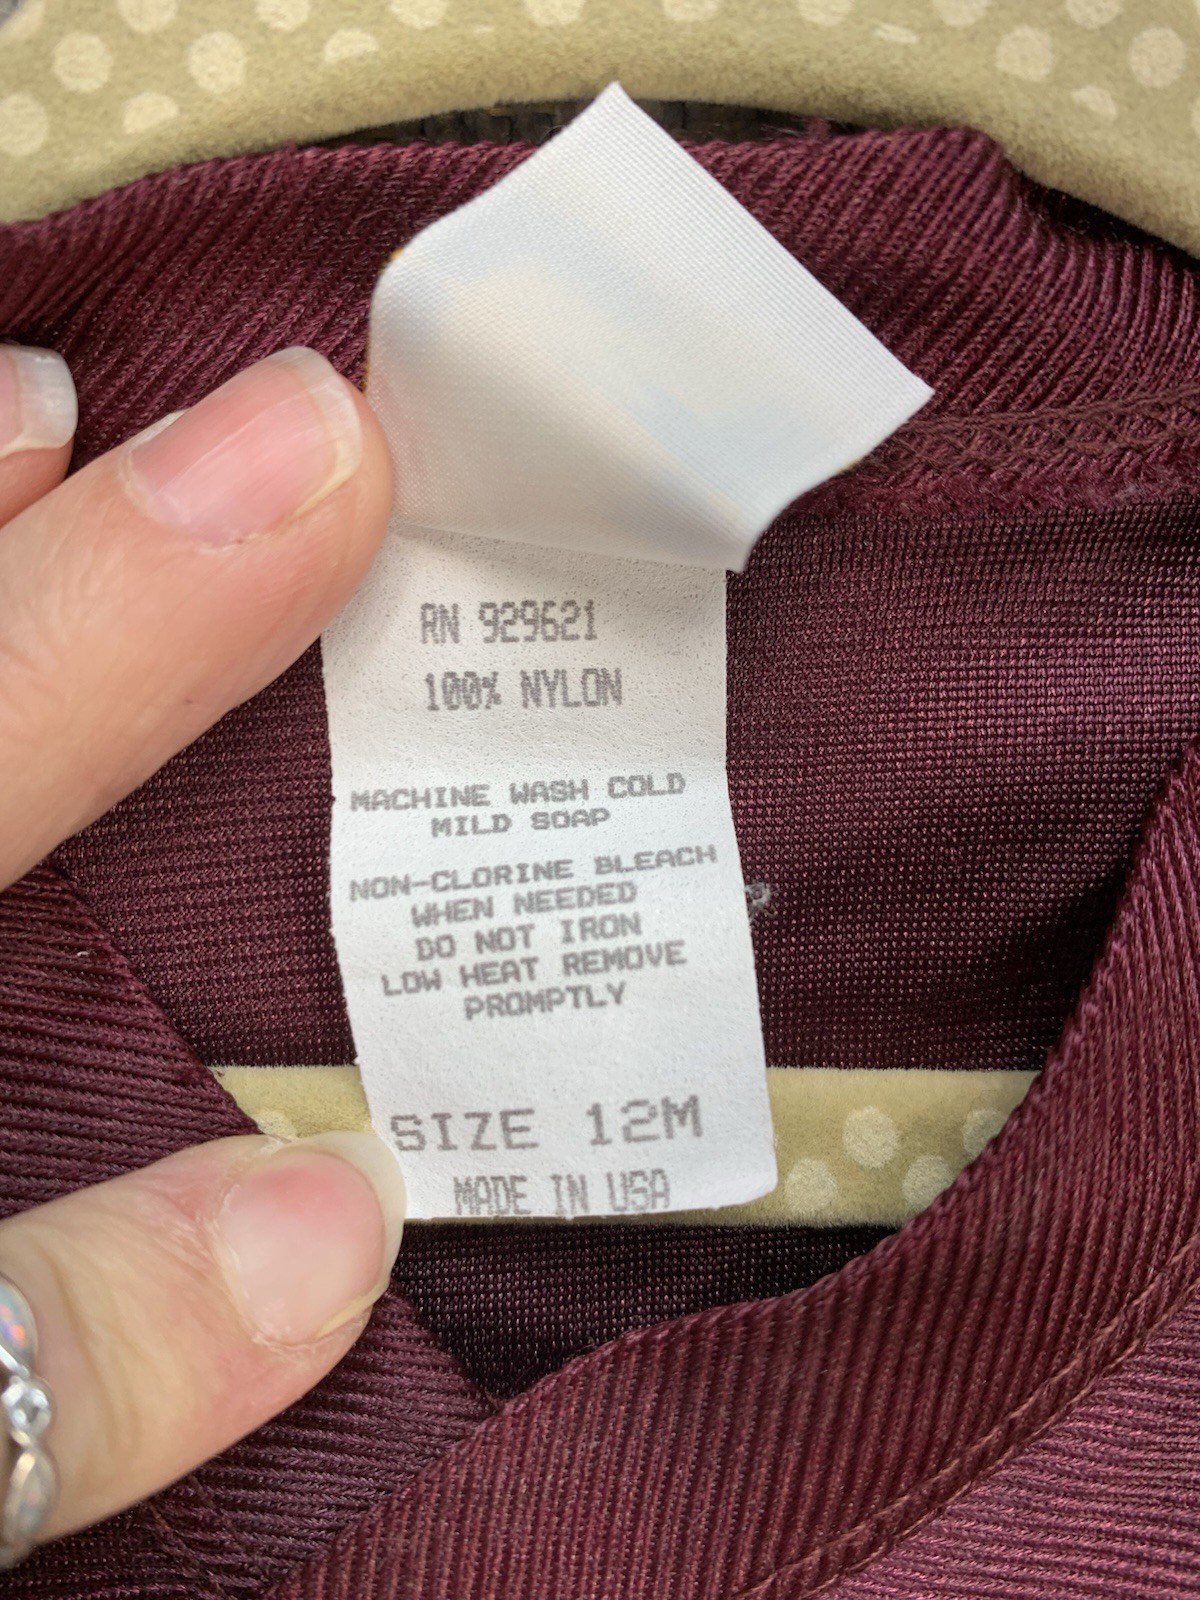 RN 929621
100% NYLON
MACHINE WASH COLD
MILD SOAP
NON-CLORINE BLEACH
WHEN NEEDED
DO NOT IRON
LOW HEAT REMOVE
PROMPTLY
SIZE 12M
MADE IN USA